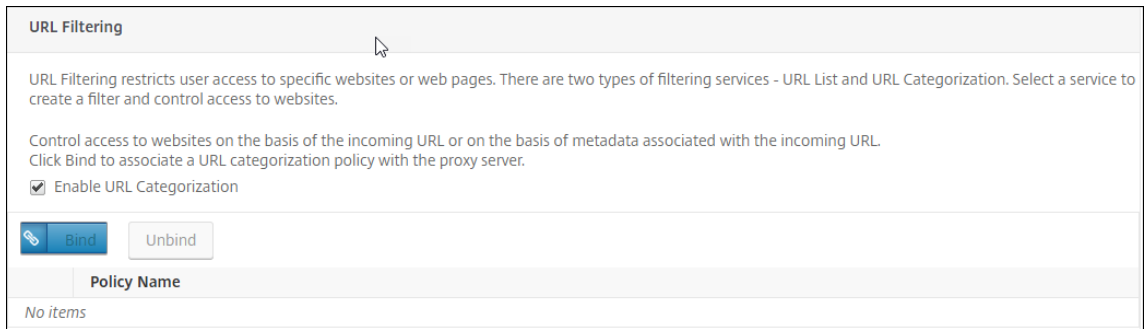 URL Filtering
URL Filtering restricts user access to specific websites or web pages. There are two types of filtering services - URL List and URL Categorization. Select a service to
create a filter and control access to websites.
Control access to websites on the basis of the incoming URL or on the basis of metadata associated with the incoming URL.
Click Bind to associate a URL categorization policy with the proxy server.
Enable URL Categorization
Bind Unbind
Policy Name
No items